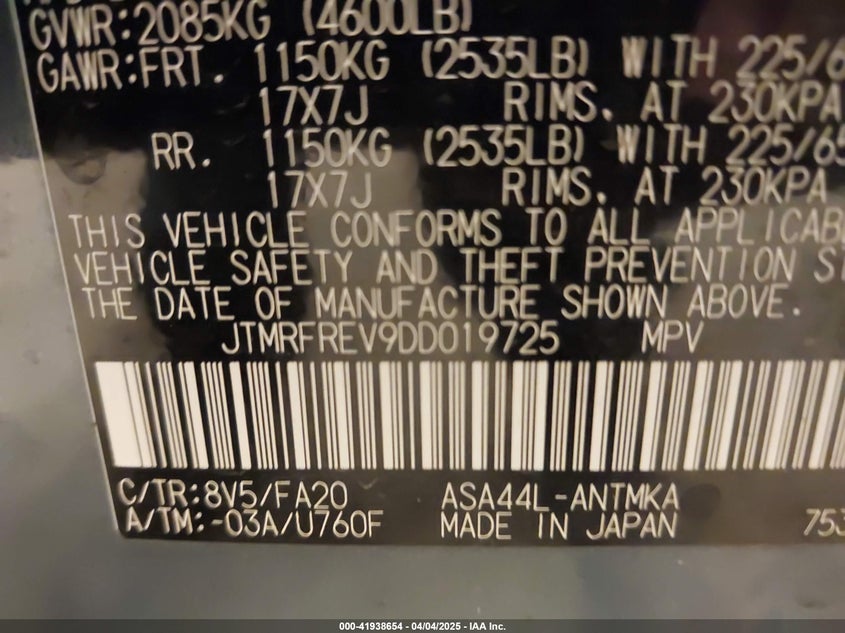 GVWR:2085KG (4600LB)
GAWR:FRT. 1150KG (2535LB) WITH 225/6
17X7J RIMS. AT 230KPA
RR. 1150KG (2535LB) WITH 225/65
17X7J RIMS. AT 230KPA
THIS VEHICLE CONFORMS TO ALL APPLICAB
VEHICLE SAFETY AND THEFT PREVENTION ST
THE DATE OF MANUFACTURE SHOWN ABOVE.
JTMRFREV9DD019725 MPV
C/TR:8V5/FA20 ASA44L-ANTMKA
A/TM:-03A/U760F MADE IN JAPAN 753
000-41938654 - 04/04/2025 - IAA Inc.